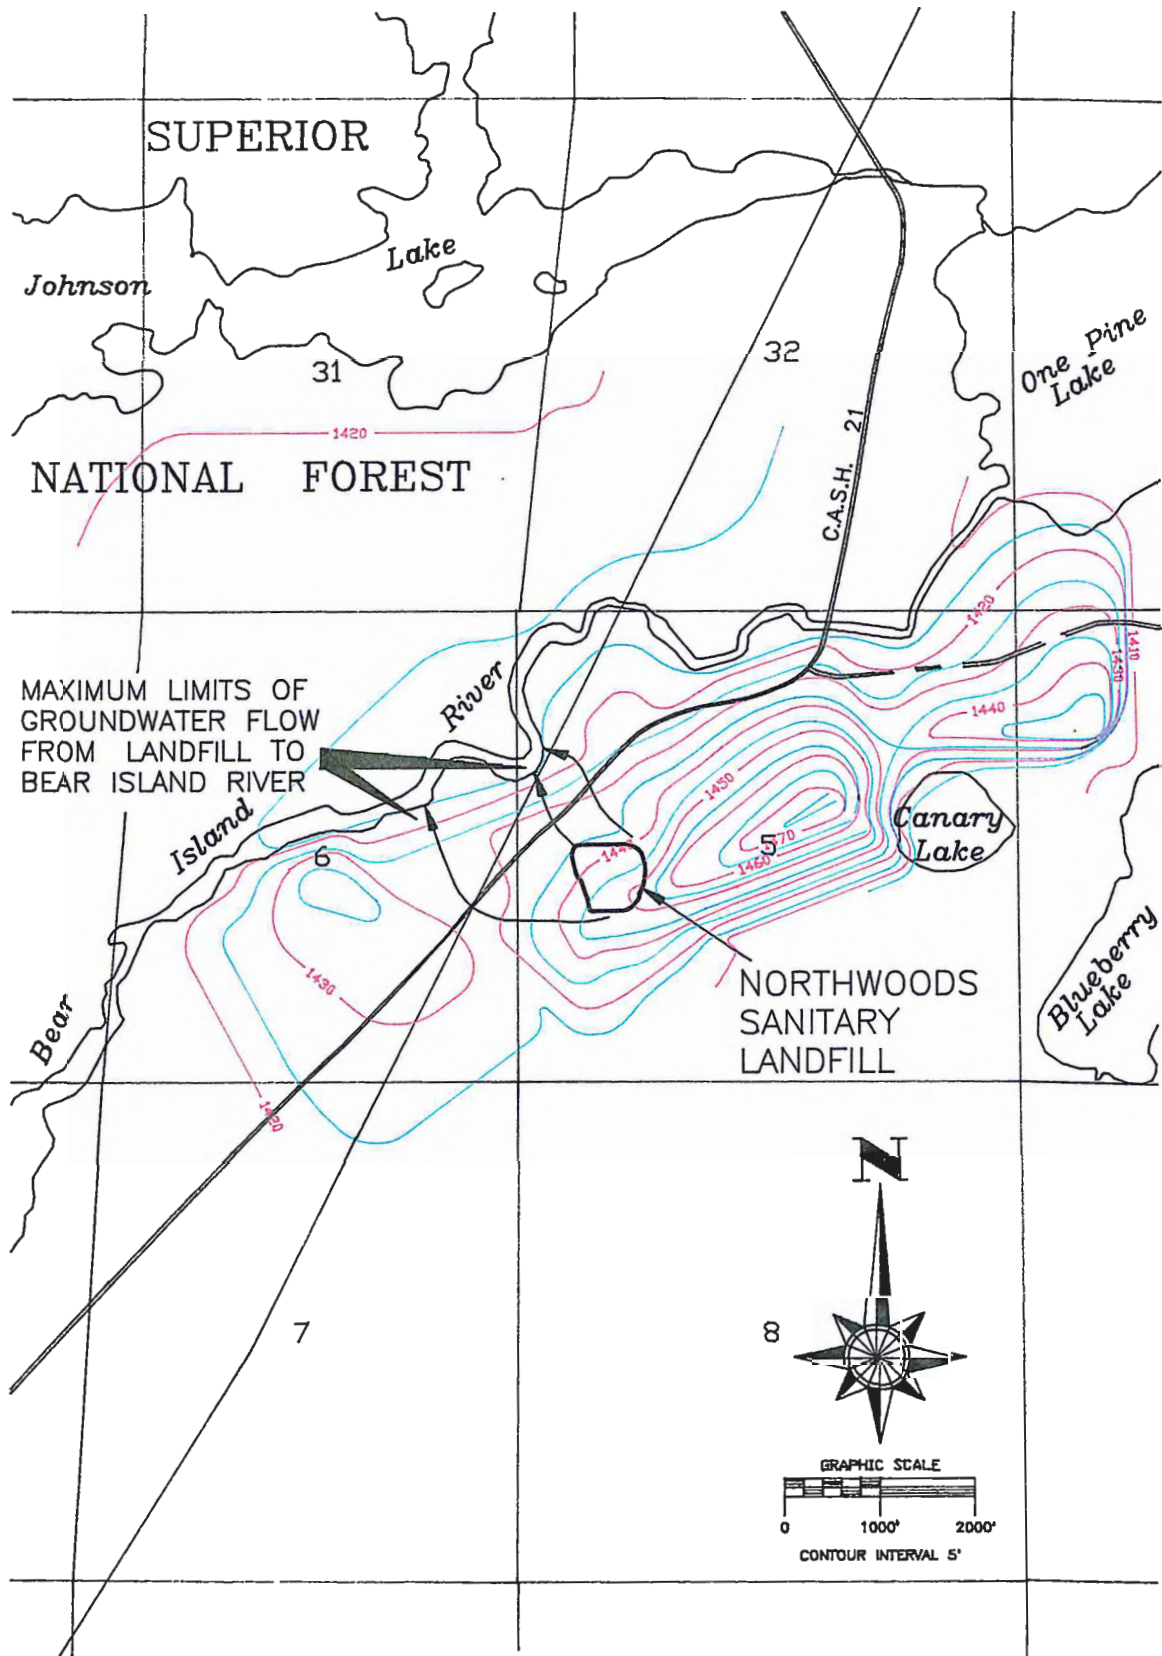 SUPERIOR
Lake
Johnson
31
32
One Pine
Lake
1420
21
C.A.S.H.
NATIONAL FOREST
1420
1410
1430
MAXIMUM LIMITS OF
GROUNDWATER FLOW
FROM LANDFILL TO
BEAR ISLAND RIVER
River
1440
1450
Island
Canary
Lake
6
5
1470
1460
NORTHWOODS
SANITARY
LANDFILL
Blueberry
Lake
1430
Bear
1420
N
7
8
GRAPHIC SCALE
0 1000' 2000'
CONTOUR INTERVAL 5'